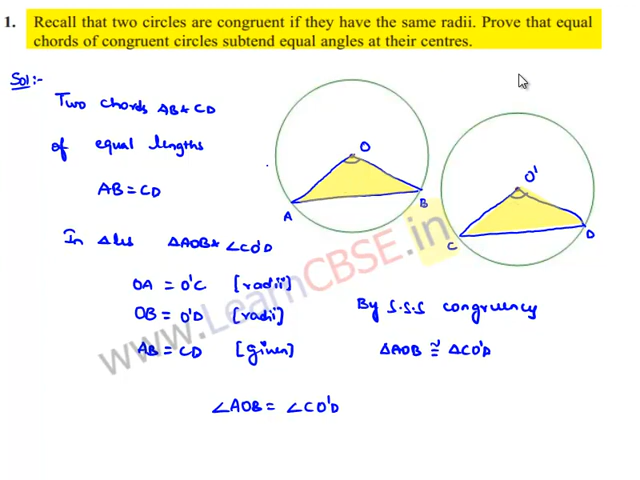 1. Recall that two circles are congruent if they have the same radii. Prove that equal
chords of congruent circles subtend equal angles at their centres.
Sol:-
Two chords AB & CD
of equal lengths
AB = CD
In Δles ΔAOB & ∠CO'D
OA = O'C [radii]
OB = O'D [radii]
AB = CD [given]
By S.S.S congruency
ΔAOB ≅ ΔCO'D
∠AOB = ∠CO'D
O
A
B
O'
C
D
www.LearnCBSE.in